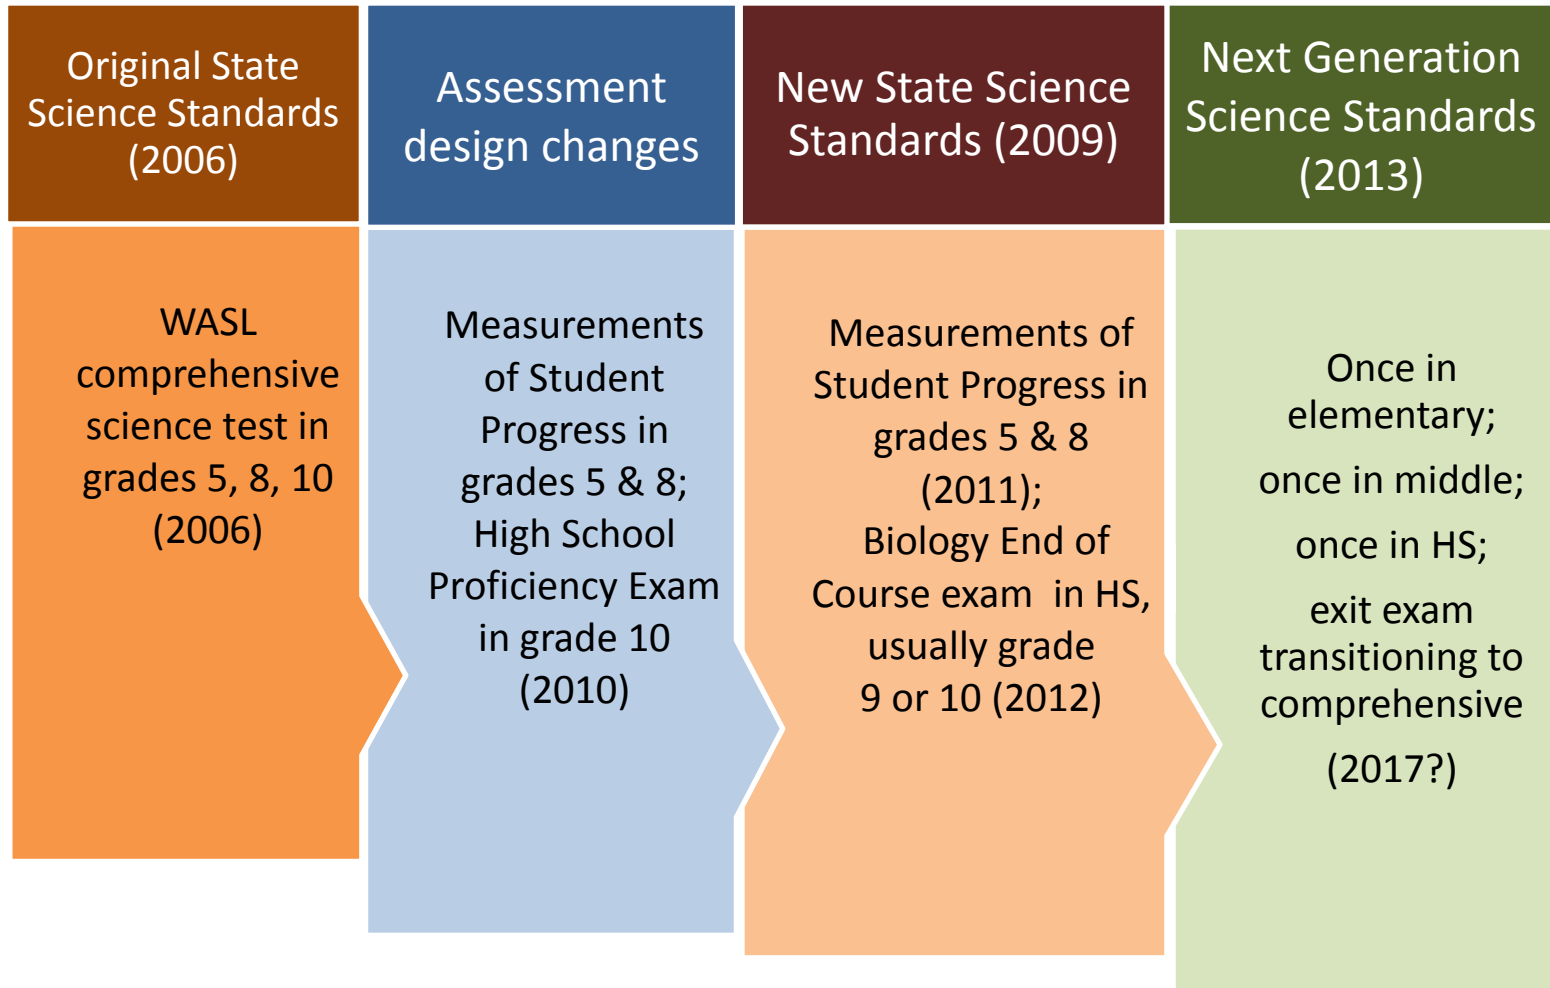 Original State
Science Standards
(2006)
WASL
comprehensive
science test in
grades 5, 8, 10
(2006)
Assessment
design changes
Measurements
of Student
Progress in
grades 5 & 8;
High School
Proficiency Exam
in grade 10
(2010)
New State Science
Standards (2009)
Measurements of
Student Progress in
grades 5 & 8
(2011);
Biology End of
Course exam  in HS,
usually grade
9 or 10 (2012)
Next Generation
Science Standards
(2013)
Once in
elementary;
once in middle;
once in HS;
exit exam
transitioning to
comprehensive
(2017?)